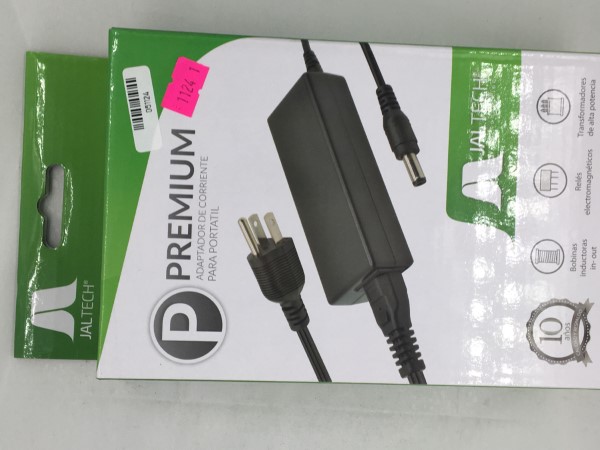 JALTECH®
051124
1124 1
P PREMIUM
ADAPTADOR DE CORRIENTE
PARA PORTATIL
JALTECH®
10
años
Bobinas
inductoras
in- out
Relés
electromagnéticos
Transformadores
de alta potencia